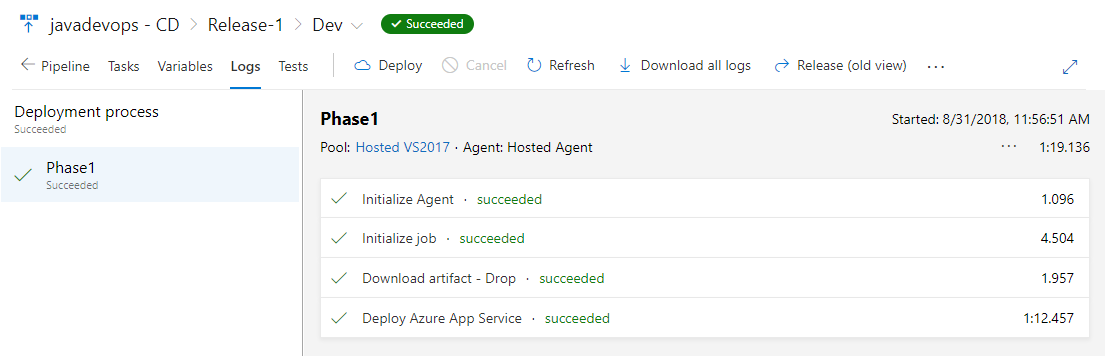 javadevops - CD Release-1 Dev Succeeded
Pipeline Tasks Variables Logs Tests Deploy Cancel Refresh Download all logs Release (old view) ...
Deployment process
Succeeded
Phase1
Succeeded
Phase1 Started: 8/31/2018, 11:56:51 AM
Pool: Hosted VS2017 · Agent: Hosted Agent ... 1:19.136
Initialize Agent · succeeded 1.096
Initialize job · succeeded 4.504
Download artifact - Drop · succeeded 1.957
Deploy Azure App Service · succeeded 1:12.457